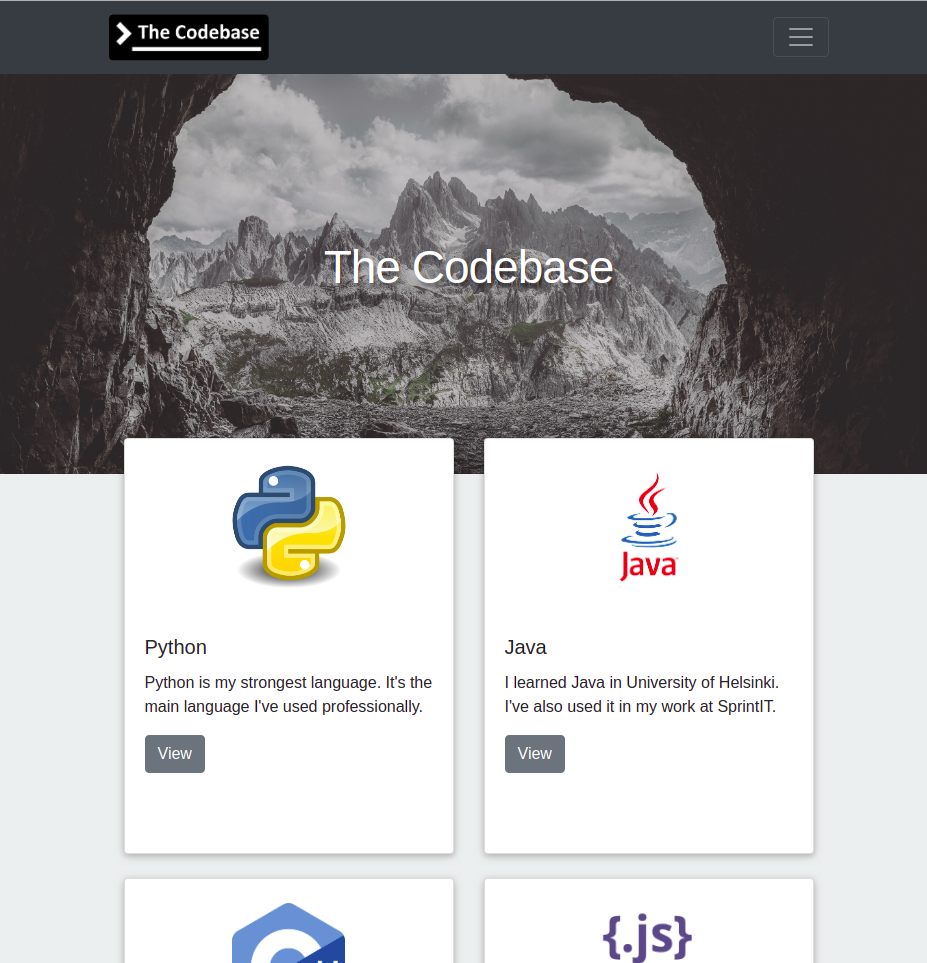 The Codebase
The Codebase
Java
Python
Python is my strongest language. It's the
main language I've used professionally.
View
Java
I learned Java in University of Helsinki.
I've also used it in my work at SprintIT.
View
{.js}